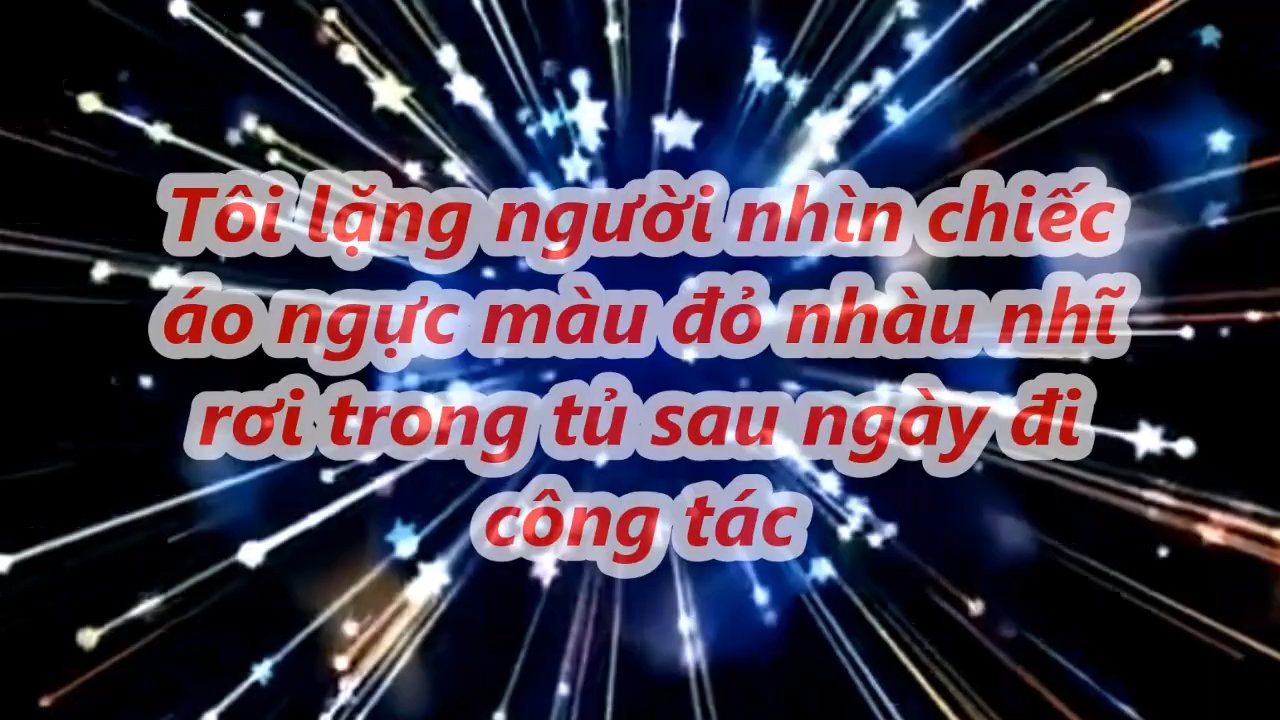 Tôi lặng người nhìn chiếc
áo ngực màu đỏ nhàu nhĩ
rơi trong tủ sau ngày đi
công tác